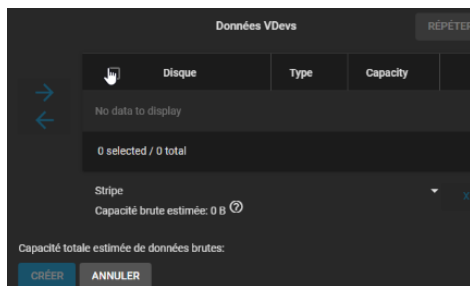 Données VDevs
RÉPÉTER
Disque Type Capacity
No data to display
0 selected / 0 total
Stripe
X
Capacité brute estimée: 0 B ?
Capacité totale estimée de données brutes:
CRÉER ANNULER